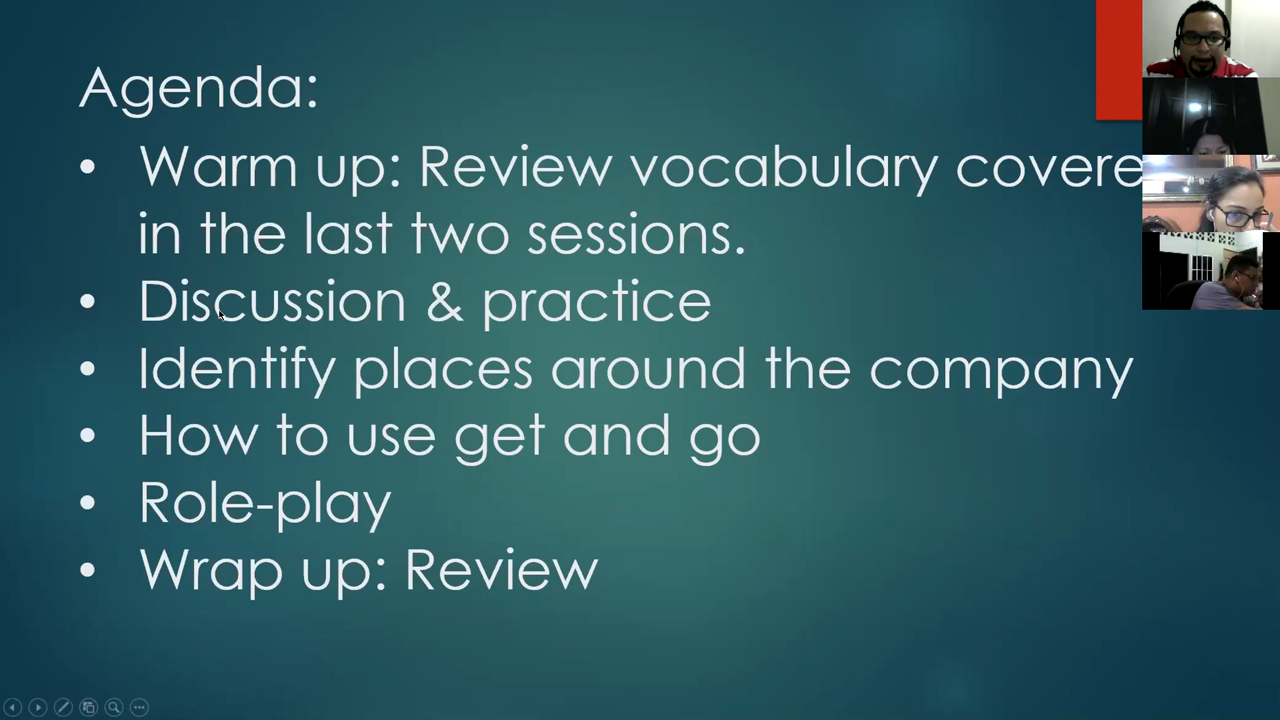 Agenda:
• Warm up: Review vocabulary covere
in the last two sessions.
• Discussion & practice
• Identify places around the company
• How to use get and go
• Role-play
• Wrap up: Review